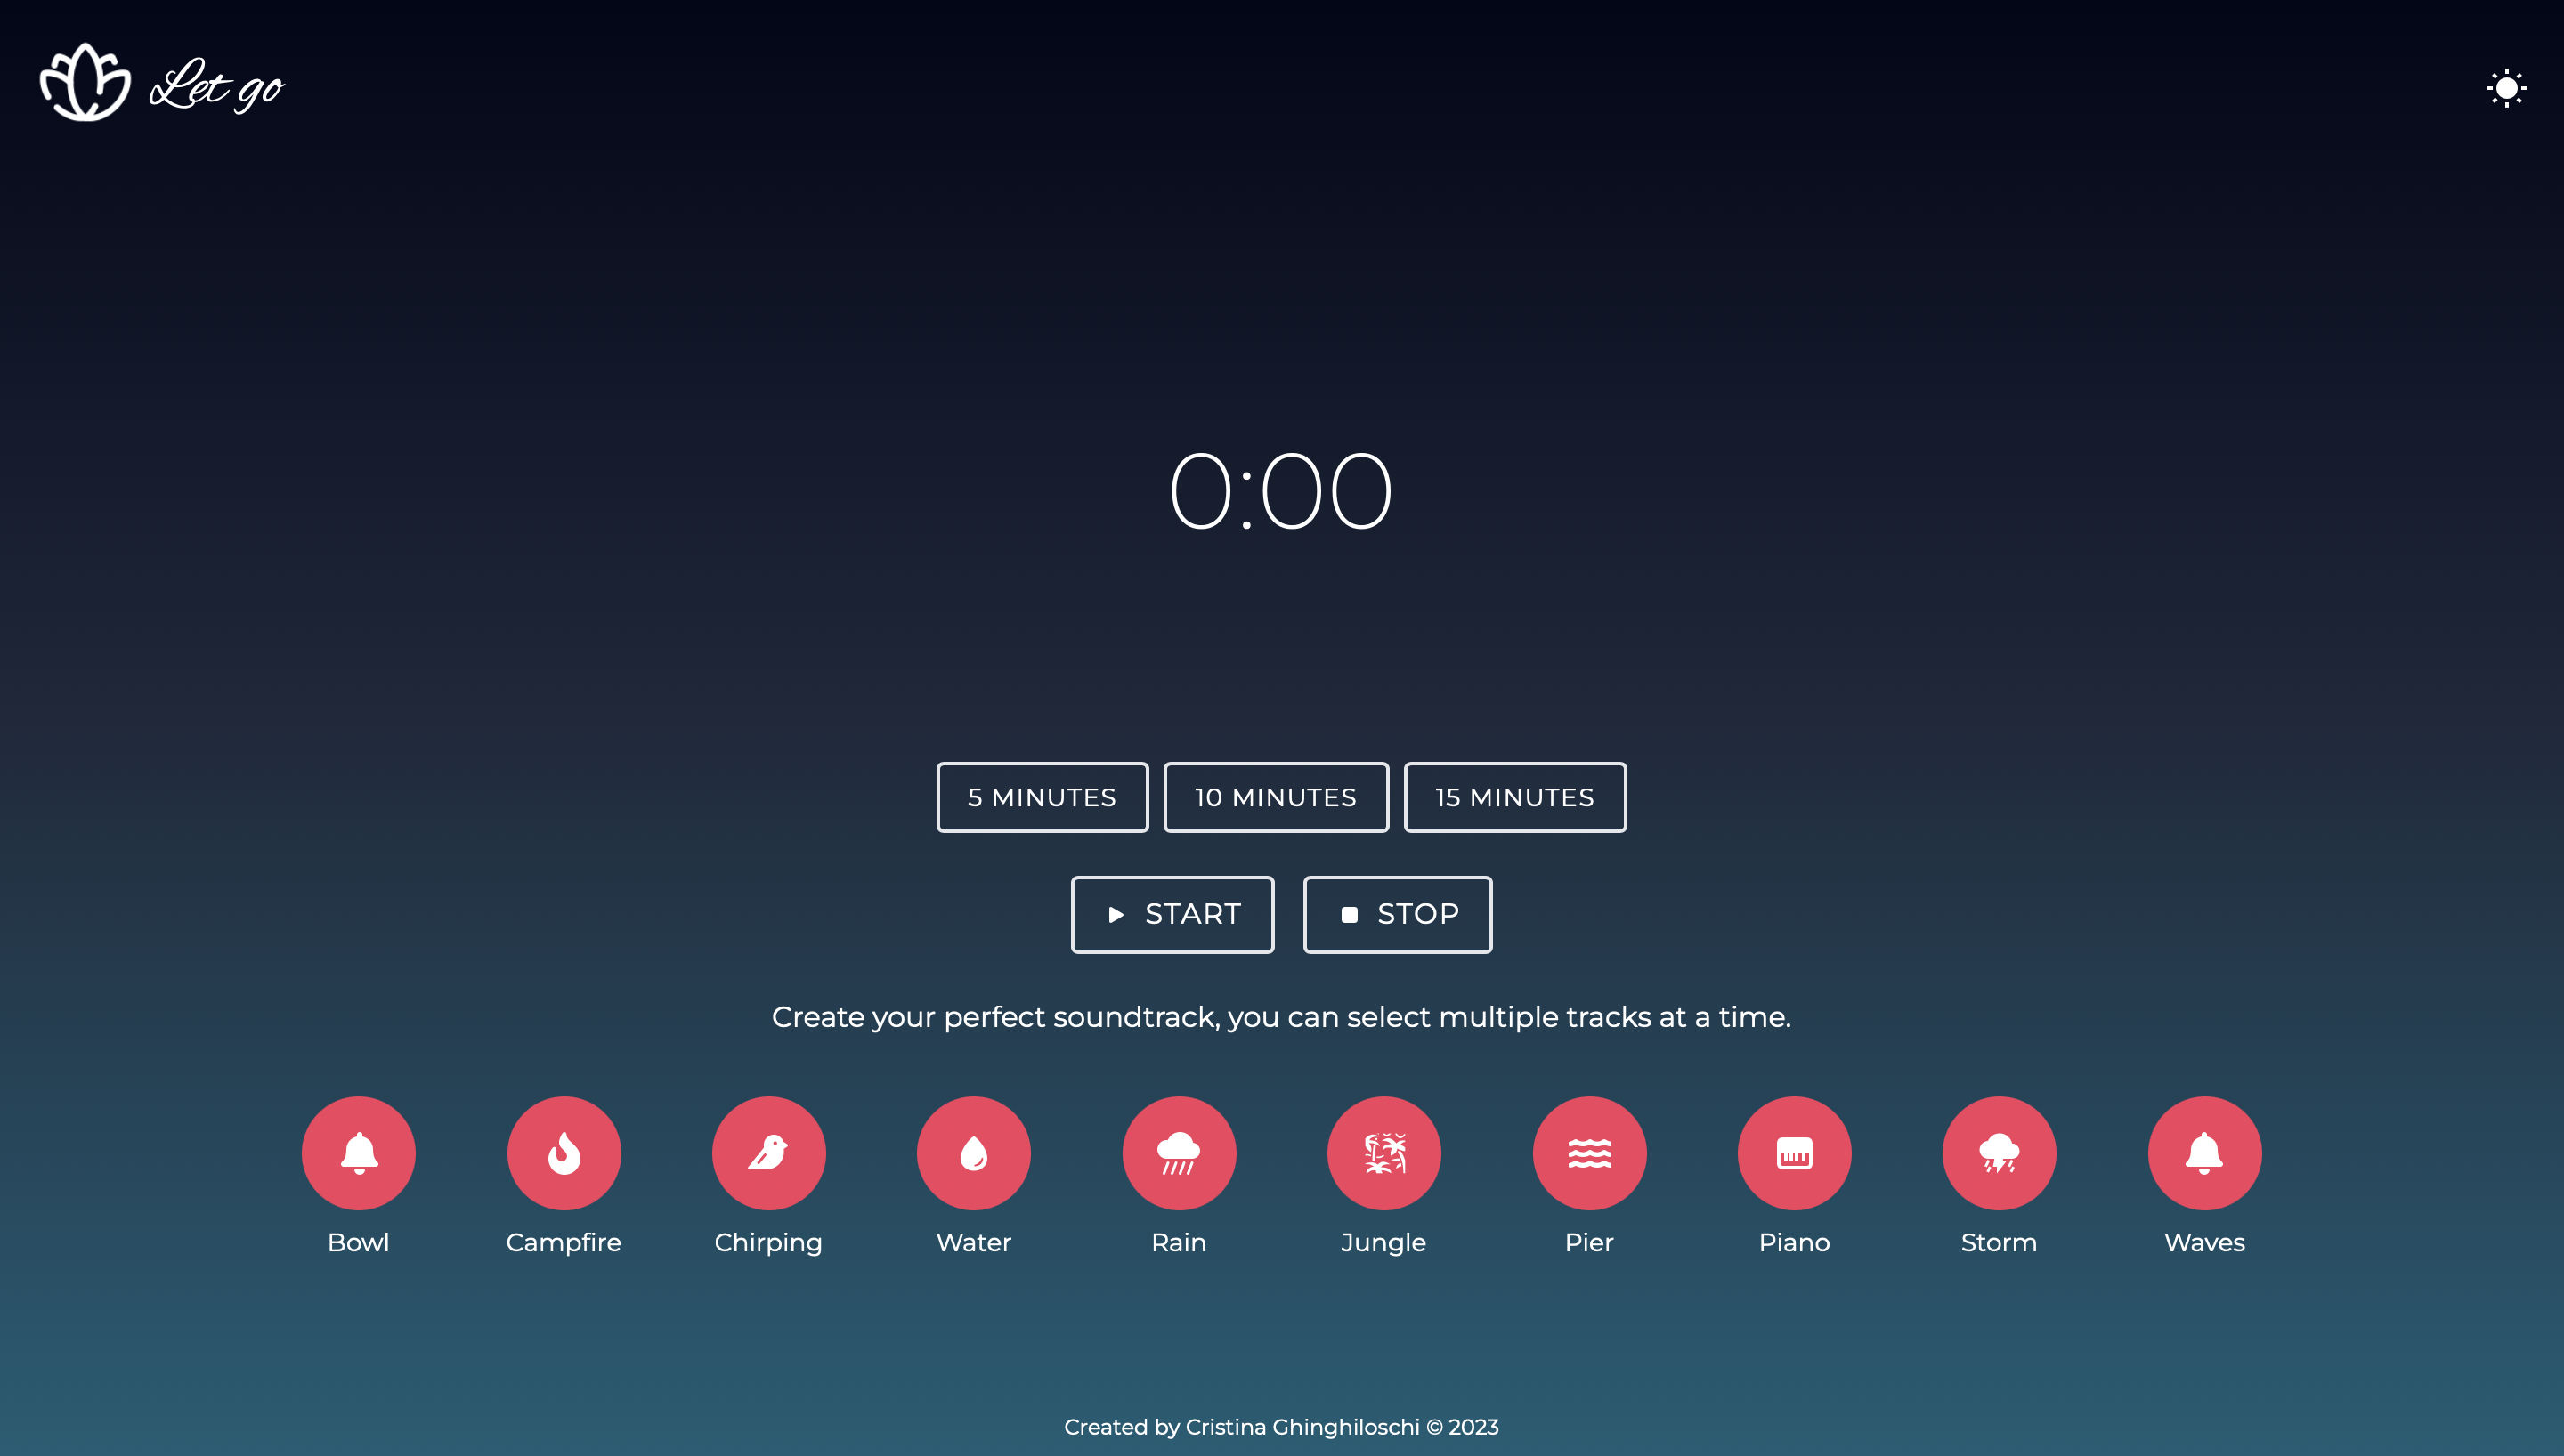 Let go
0:00
5 MINUTES 10 MINUTES 15 MINUTES
START STOP
Create your perfect soundtrack, you can select multiple tracks at a time.
Bowl Campfire Chirping Water Rain Jungle Pier Piano Storm Waves
Created by Cristina Ghinghiloschi © 2023